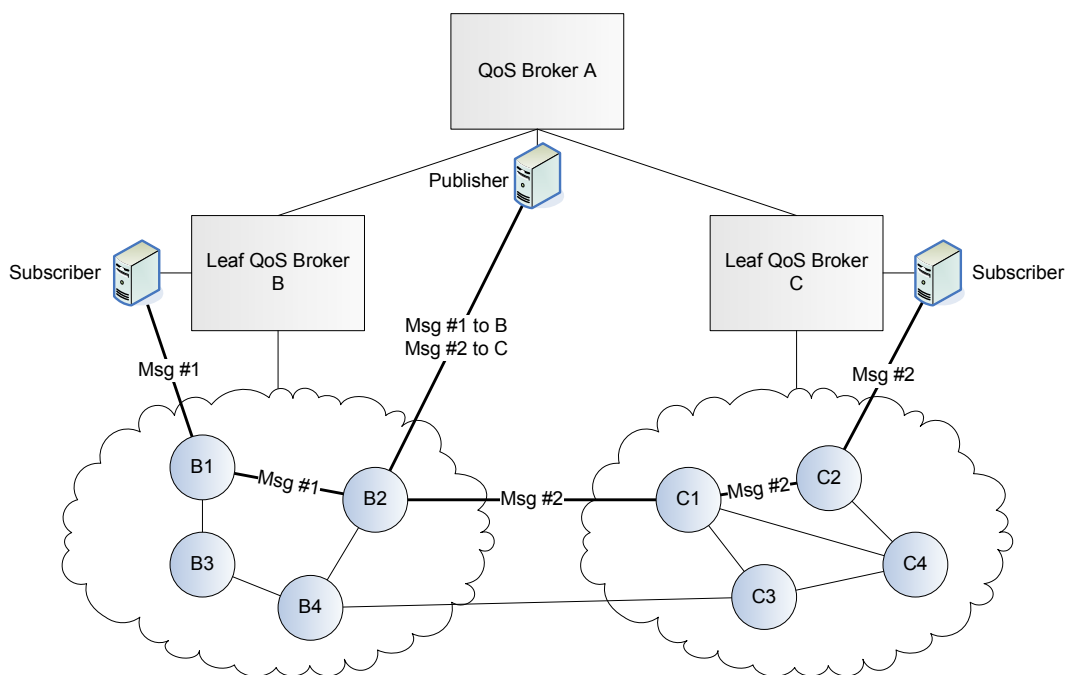 QoS Broker A
Publisher
Subscriber
Leaf QoS Broker
B
Leaf QoS Broker
C
Subscriber
Msg #1 to B
Msg #2 to C
Msg #1
Msg #2
B1
Msg #1
B2
Msg #2
C1
Msg #2
C2
B3
B4
C3
C4